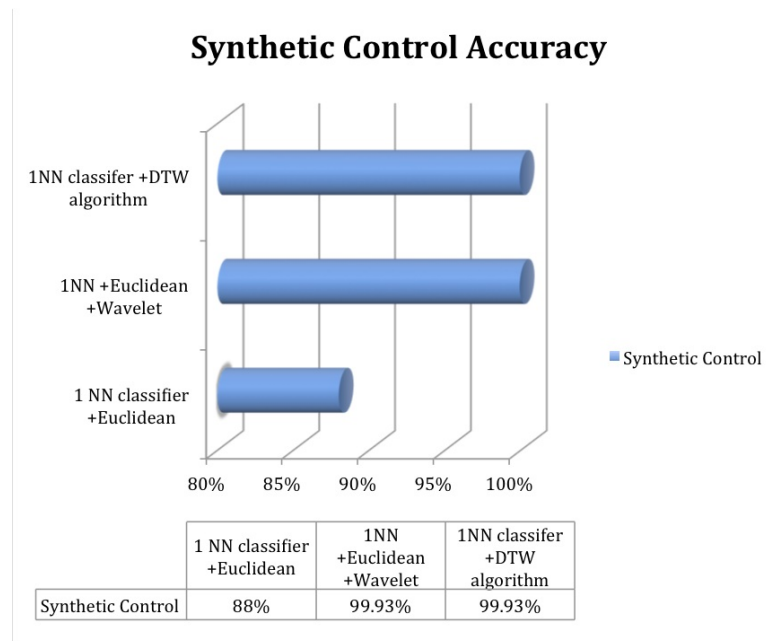 Synthetic Control Accuracy
1NN classifer +DTW
algorithm
1NN +Euclidean
+Wavelet
1 NN classifier
+Euclidean
Synthetic Control
80%
85%
90%
95%
100%
1 NN classifier
+Euclidean
1NN
+Euclidean
+Wavelet
1NN classifer
+DTW
algorithm
Synthetic Control
88%
99.93%
99.93%